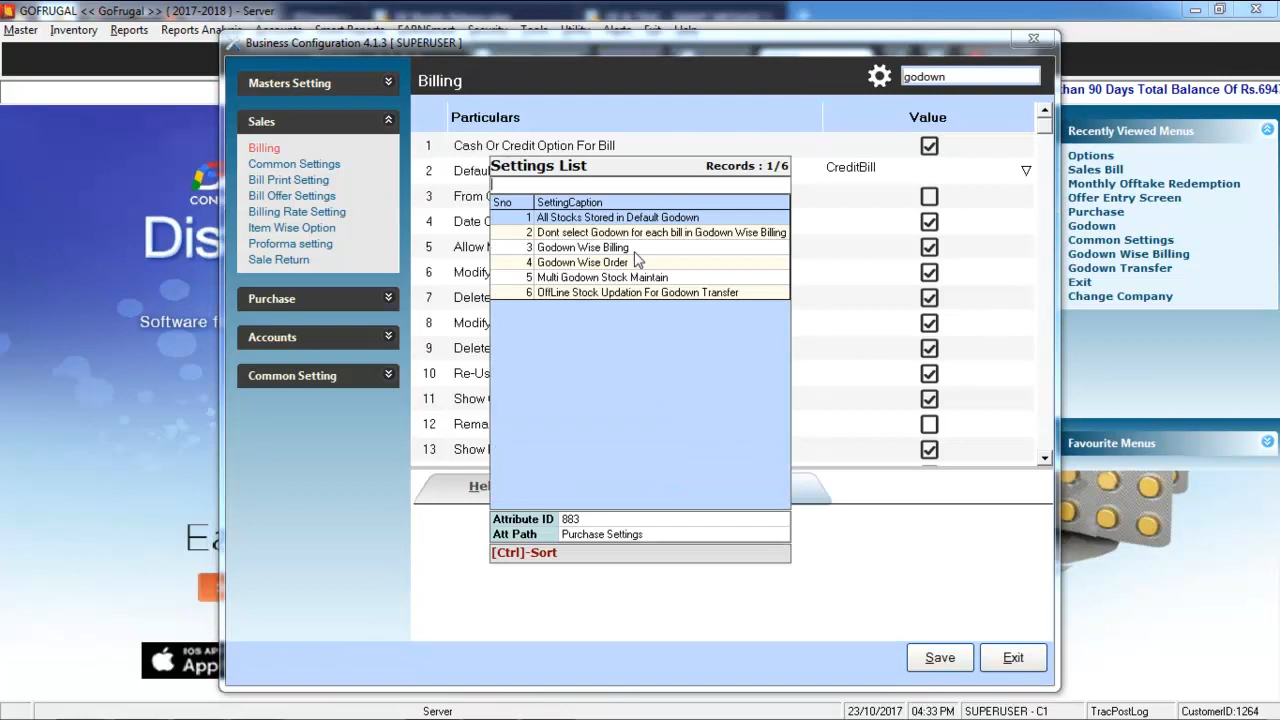 GOFRUGAL << GoFrugal >> { 2017-2018 } - Server
Master Inventory Reports Reports Analysis
Business Configuration 4.1.3 [ SUPERUSER ]
Masters Setting
Billing
godown
than 90 Days Total Balance Of Rs.694
Sales
Billing
Common Settings
Bill Print Setting
Bill Offer Settings
Billing Rate Setting
Item Wise Option
Proforma setting
Sale Return
Purchase
Accounts
Common Setting
Particulars Value
1 Cash Or Credit Option For Bill
2 CreditBill
3
4
5
6
7
8
9
10
11
12
13
Settings List Records : 1/6
Sno SettingCaption
1 All Stocks Stored in Default Godown
2 Dont select Godown for each bill in Godown Wise Billing
3 Godown Wise Billing
4 Godown Wise Order
5 Multi Godown Stock Maintain
6 OffLine Stock Updation For Godown Transfer
Attribute ID 883
Att Path Purchase Settings
[Ctrl]-Sort
Save Exit
Recently Viewed Menus
Options
Sales Bill
Monthly Offtake Redemption
Offer Entry Screen
Purchase
Godown
Common Settings
Godown Wise Billing
Godown Transfer
Exit
Change Company
Favourite Menus
Software f
Server 23/10/2017 04:33 PM SUPERUSER - C1 TracPostLog CustomerID:1264